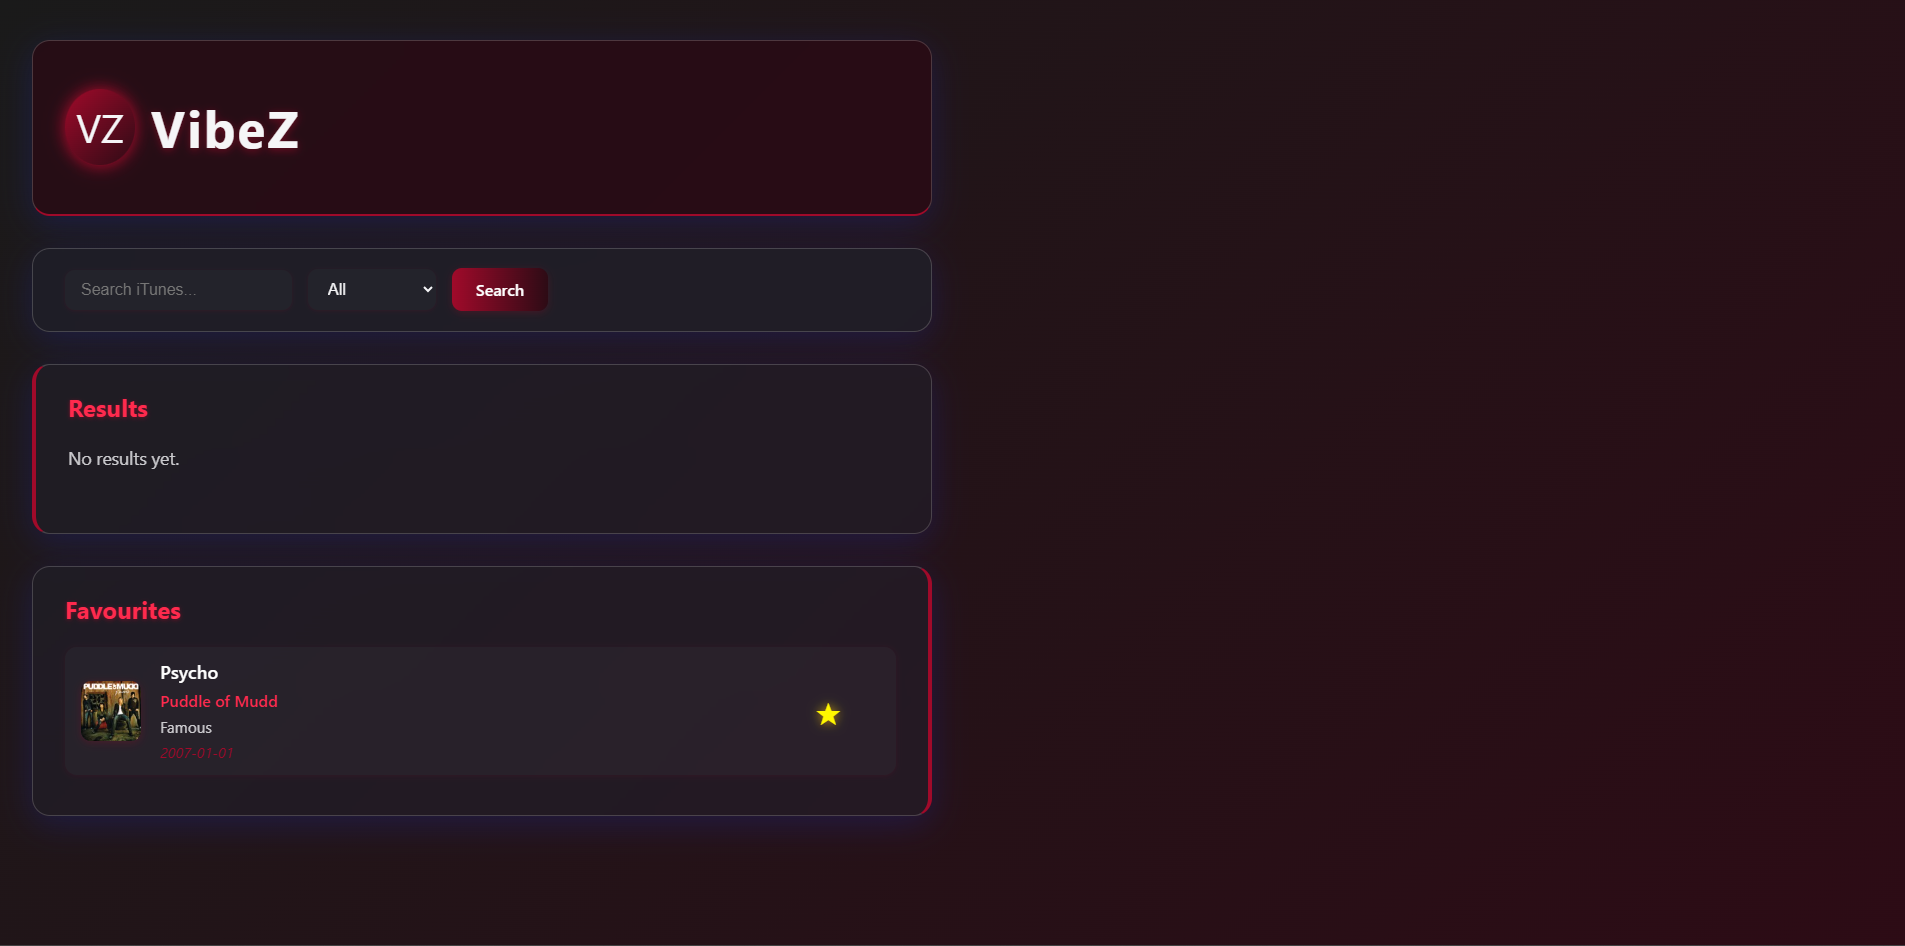 VZ VibeZ
Search iTunes... All Search
Results
No results yet.
Favourites
PUDDLE OF MUDD
Psycho
Puddle of Mudd
Famous
2007-01-01